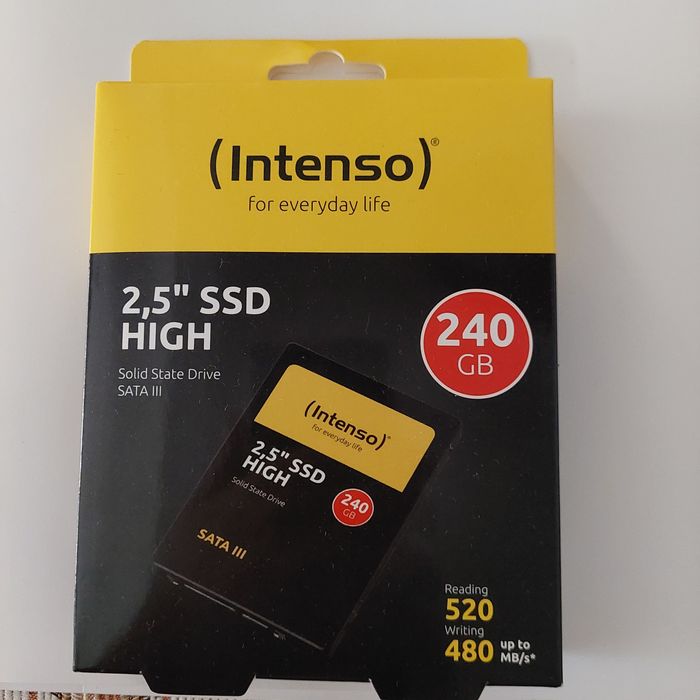 (Intenso)®
for everyday life
2,5" SSD
HIGH
240
GB
Solid State Drive
SATA III
(Intenso)®
for everyday life
2,5" SSD
HIGH
Solid State Drive
240
GB
SATA III
Reading
520
Writing
480 up to
MB/s*